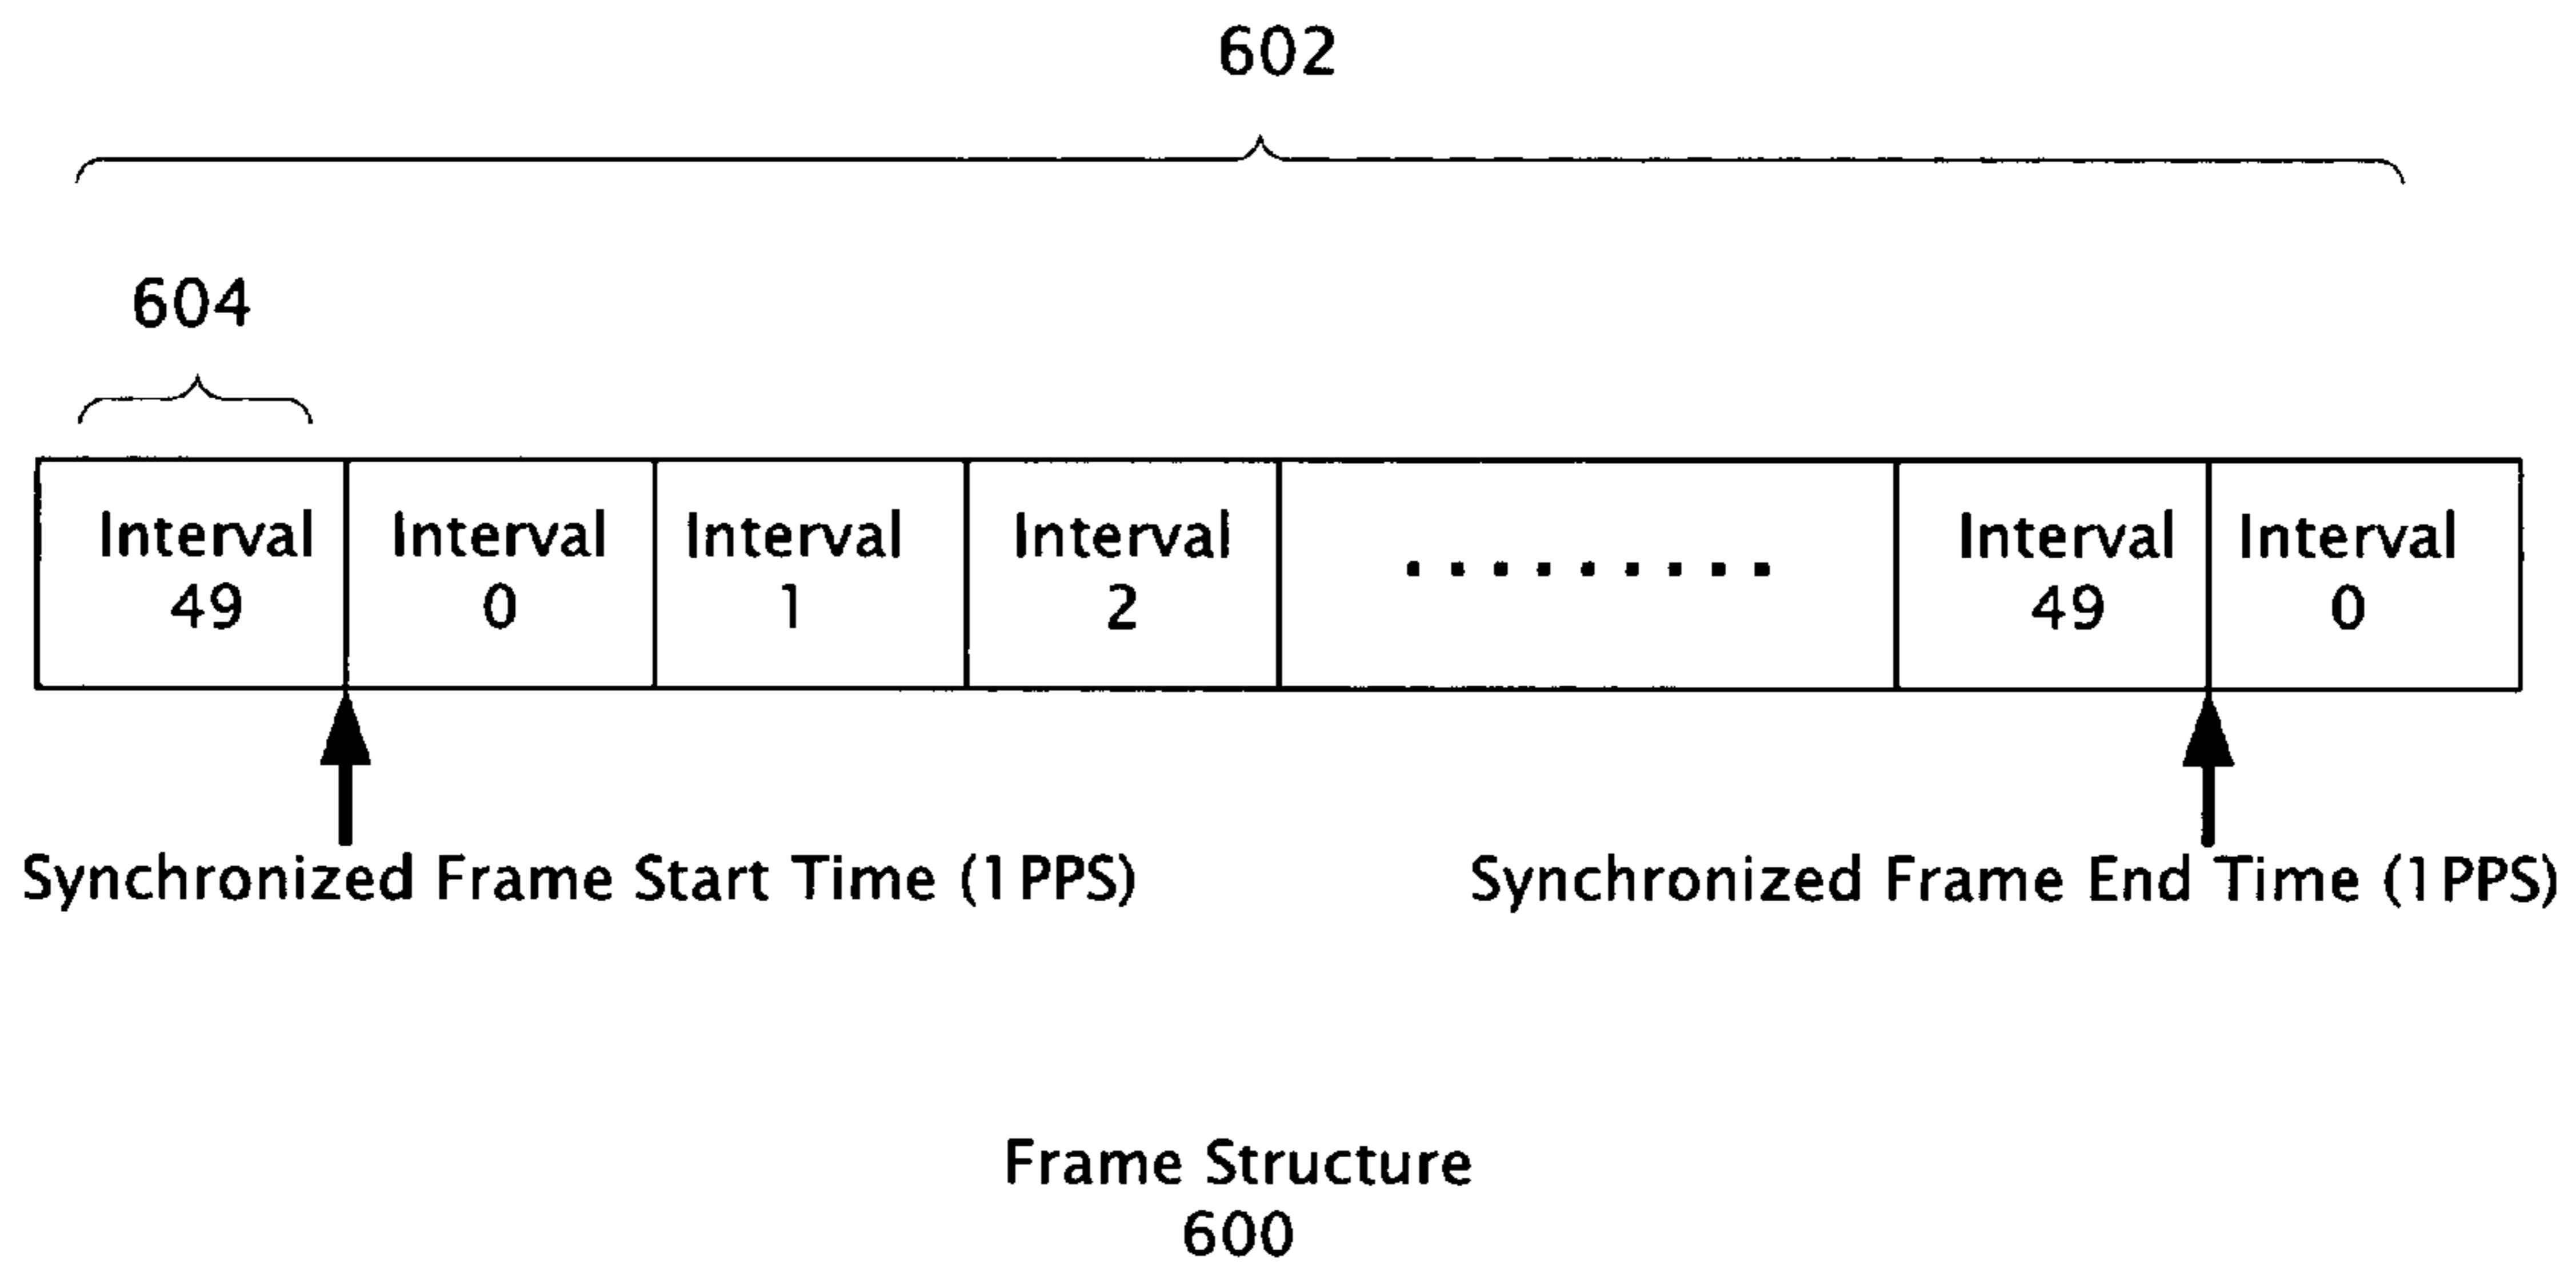 602
604
Interval
49
Interval
0
Interval
1
Interval
2
.........
Interval
49
Interval
0
Synchronized Frame Start Time (1PPS)
Synchronized Frame End Time (1PPS)
Frame Structure
600